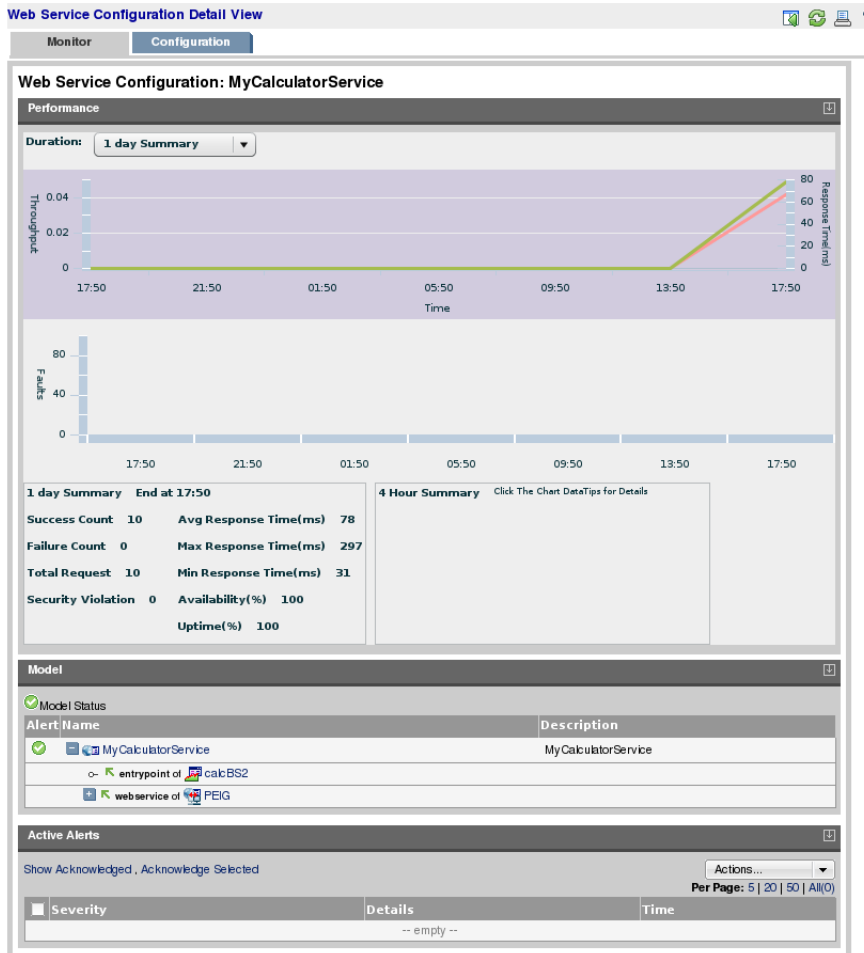 Web Service Configuration Detail View
Monitor Configuration
Web Service Configuration: MyCalculatorService
Performance
Duration: 1 day Summary
Throughput
0.04
0.02
0
80
60
40
20
0
Response Time(ms)
17:50 21:50 01:50 05:50 09:50 13:50 17:50
Time
Faults
80
40
0
17:50 21:50 01:50 05:50 09:50 13:50 17:50
1 day Summary End at 17:50
Success Count 10 Avg Response Time(ms) 78
Failure Count 0 Max Response Time(ms) 297
Total Request 10 Min Response Time(ms) 31
Security Violation 0 Availability(%) 100
Uptime(%) 100
4 Hour Summary Click The Chart DataTips for Details
Model
Model Status
Alert Name Description
MyCalculatorService MyCalculatorService
entrypoint of calcBS2
webservice of PEIG
Active Alerts
Show Acknowledged , Acknowledge Selected
Actions...
Per Page: 5 | 20 | 50 | All(0)
Severity Details Time
-- empty --